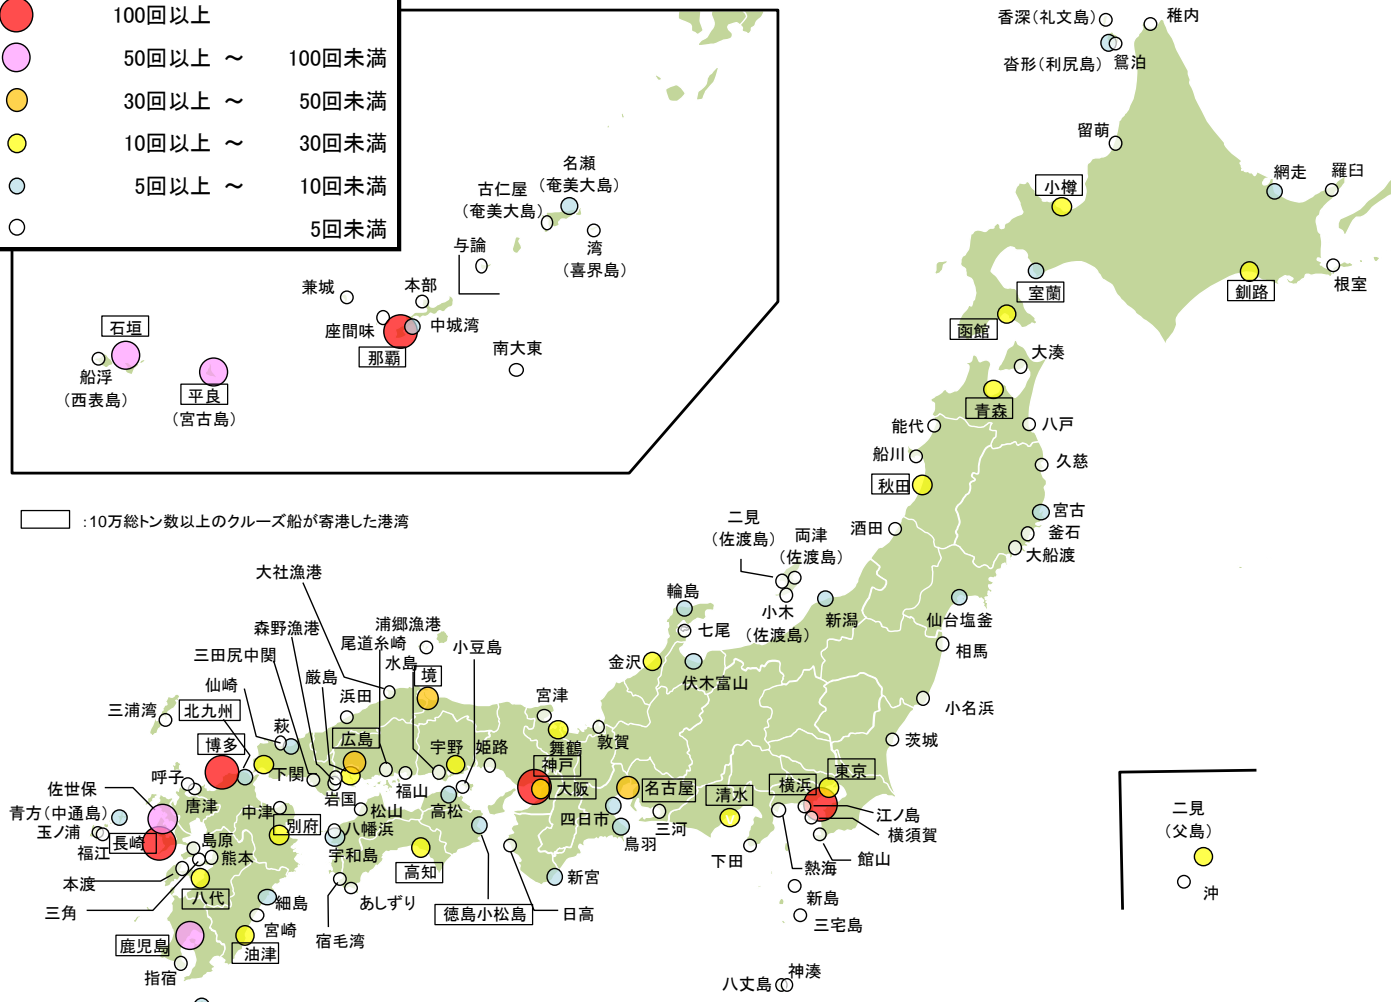 100回以上
50回以上 ～ 100回未満
30回以上 ～ 50回未満
10回以上 ～ 30回未満
5回以上 ～ 10回未満
5回未満
香深(礼文島)
稚内
沓形(利尻島)
鴛泊
留萌
小樽
網走
羅臼
室蘭
釧路
根室
函館
名瀬
(奄美大島)
古仁屋
(奄美大島)
与論
湾
(喜界島)
兼城
本部
座間味
中城湾
那覇
南大東
石垣
船浮
(西表島)
平良
(宮古島)
大湊
青森
能代
八戸
船川
久慈
秋田
宮古
釜石
酒田
大船渡
:10万総トン数以上のクルーズ船が寄港した港湾
二見
(佐渡島)
両津
(佐渡島)
小木
(佐渡島)
新潟
仙台塩釜
相馬
小名浜
茨城
輪島
七尾
金沢
伏木富山
大社漁港
森野漁港
浦郷漁港
尾道糸崎
水島
小豆島
三田尻中関
厳島
境
仙崎
浜田
宮津
三浦湾
北九州
萩
広島
宇野
姫路
舞鶴
敦賀
博多
下関
神戸
大阪
名古屋
清水
横浜
東京
佐世保
呼子
唐津
岩国
福山
青方(中通島)
中津
松山
高松
四日市
三河
江ノ島
玉ノ浦
別府
八幡浜
鳥羽
横須賀
福江
長崎
島原
熊本
宇和島
高知
下田
館山
熱海
本渡
八代
細島
あしずり
新宮
新島
三角
宮崎
宿毛湾
徳島小松島
日高
三宅島
鹿児島
油津
指宿
八丈島
神湊
二見
(父島)
沖